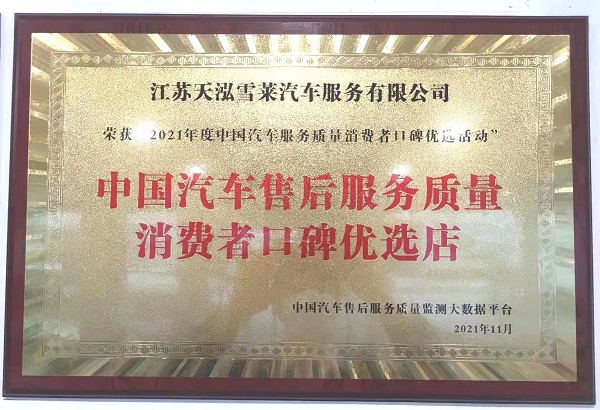 江苏天泓雪莱汽车服务有限公司
荣获“2021年度中国汽车服务质量消费者口碑优选活动”
中国汽车售后服务质量
消费者口碑优选店
中国汽车售后服务质量监测大数据平台
2021年11月